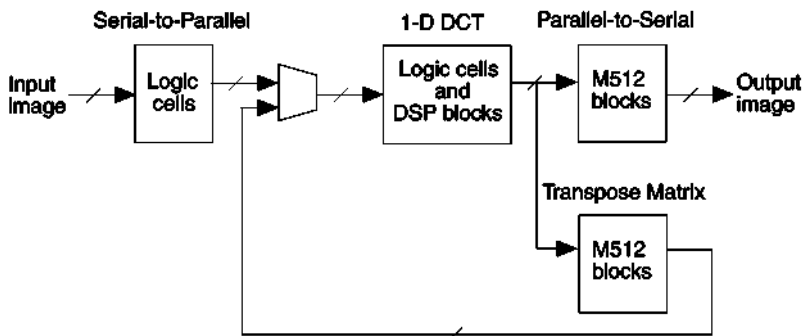 Serial-to-Parallel
1-D DCT
Parallel-to-Serial
Input
Image
Logic
cells
Logic cells
and
DSP blocks
M512
blocks
Output
image
Transpose Matrix
M512
blocks